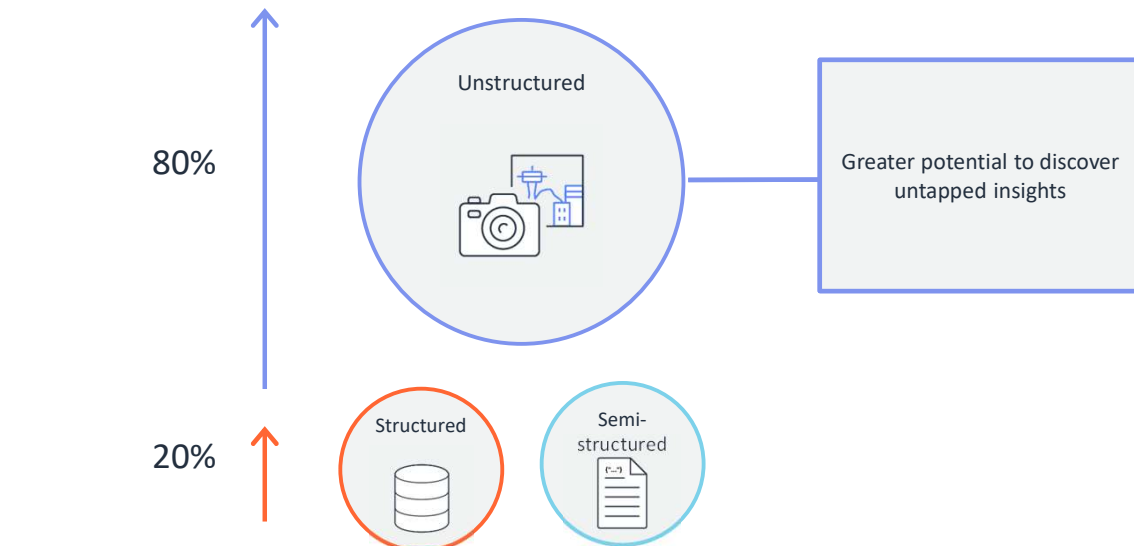 Unstructured
80%
Greater potential to discover
untapped insights
Structured
Semi-
structured
20%
{"..."}